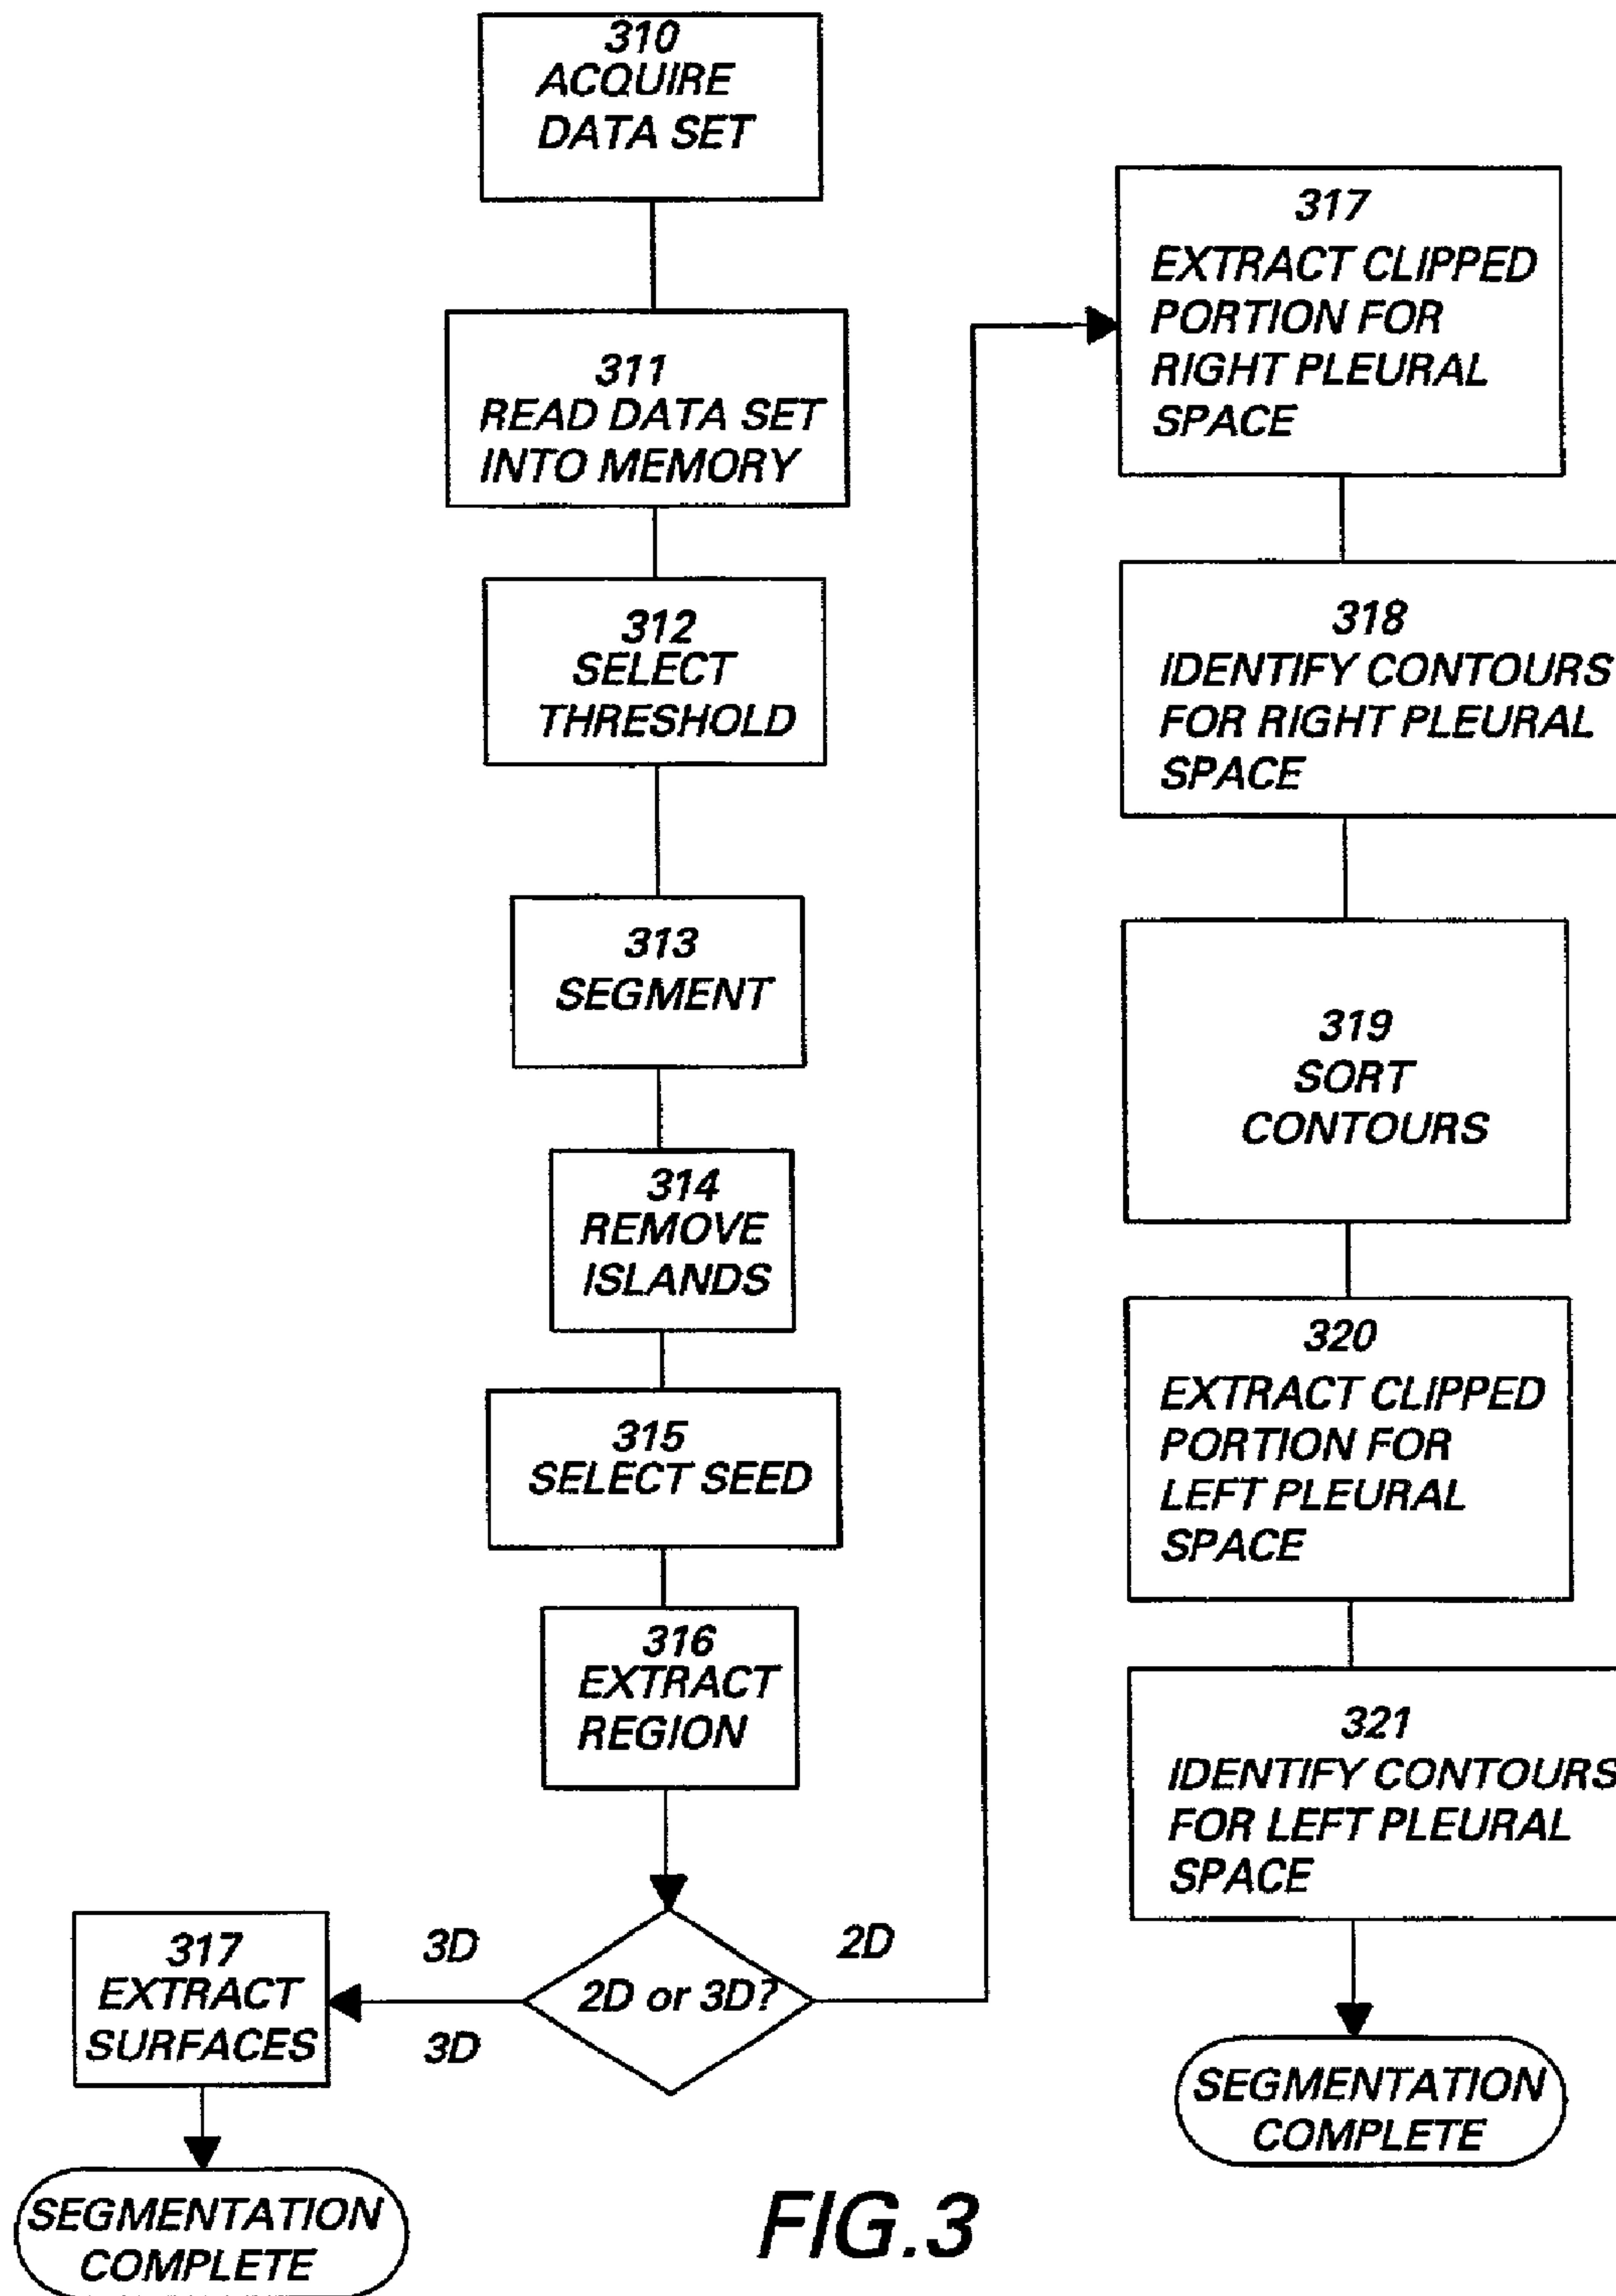 310
ACQUIRE
DATA SET
311
READ DATA SET
INTO MEMORY
312
SELECT
THRESHOLD
313
SEGMENT
314
REMOVE
ISLANDS
315
SELECT SEED
316
EXTRACT
REGION
2D or 3D?
3D
3D
2D
317
EXTRACT
SURFACES
SEGMENTATION
COMPLETE
317
EXTRACT CLIPPED
PORTION FOR
RIGHT PLEURAL
SPACE
318
IDENTIFY CONTOURS
FOR RIGHT PLEURAL
SPACE
319
SORT
CONTOURS
320
EXTRACT CLIPPED
PORTION FOR
LEFT PLEURAL
SPACE
321
IDENTIFY CONTOURS
FOR LEFT PLEURAL
SPACE
SEGMENTATION
COMPLETE
FIG.3